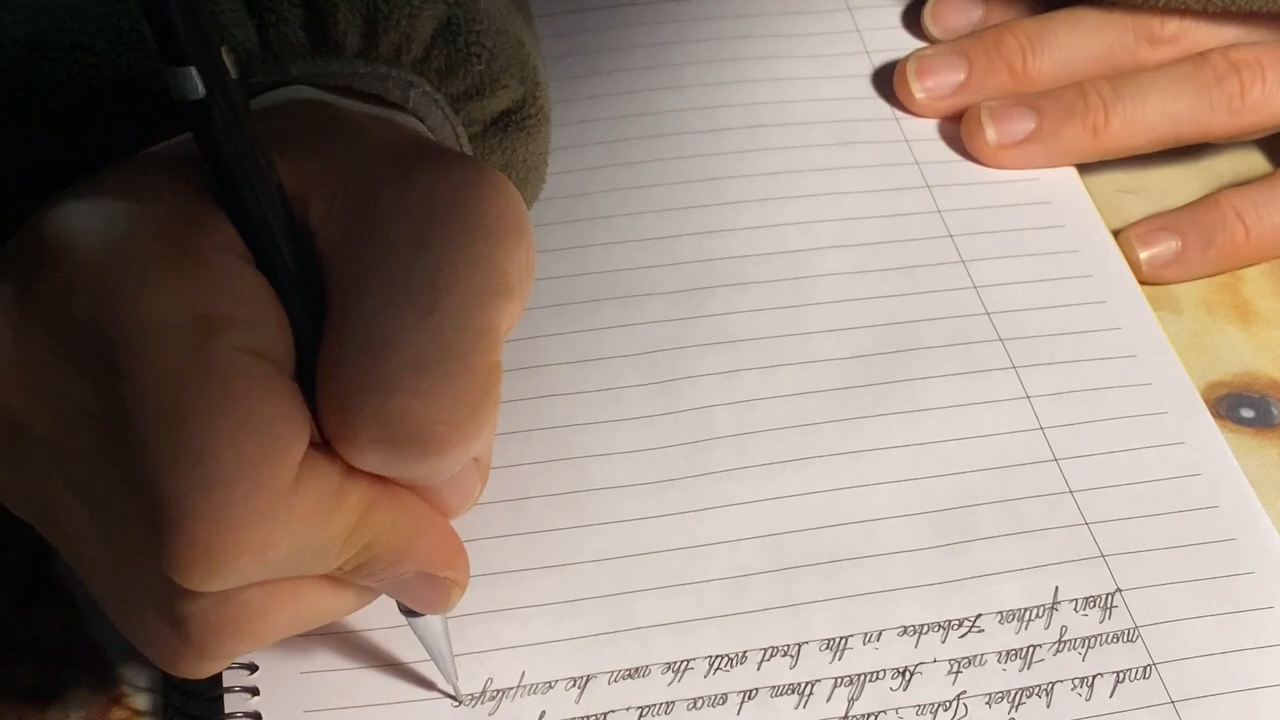 and his brother John;
mending their nets, He called them at once and,
their father Zebedee in the boat with the men he employes